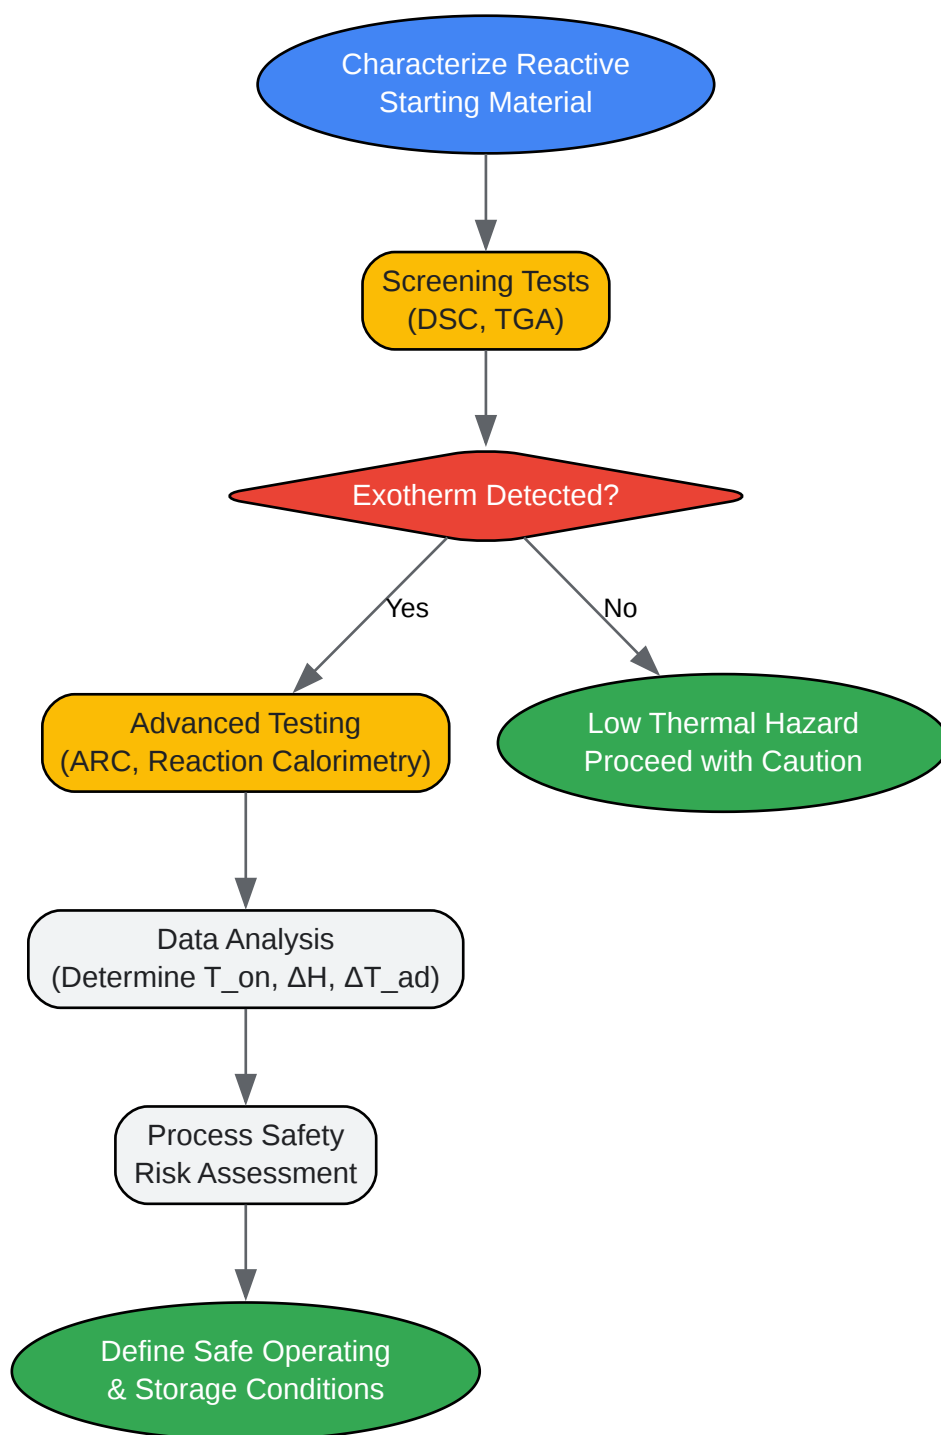 Characterize Reactive
Starting Material
Screening Tests
(DSC, TGA)
Exotherm Detected?
Yes
No
Advanced Testing
(ARC, Reaction Calorimetry)
Low Thermal Hazard
Proceed with Caution
Data Analysis
(Determine T_on, ΔH, ΔT_ad)
Process Safety
Risk Assessment
Define Safe Operating
& Storage Conditions